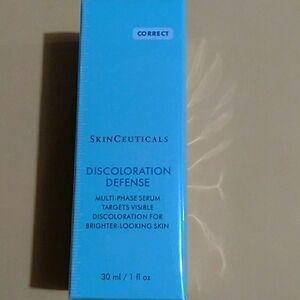 CORRECT
SKINCEUTICALS
DISCOLORATION
DEFENSE
MULTI-PHASE SERUM
TARGETS VISIBLE
DISCOLORATION FOR
BRIGHTER-LOOKING SKIN
30 ml / 1 fl oz